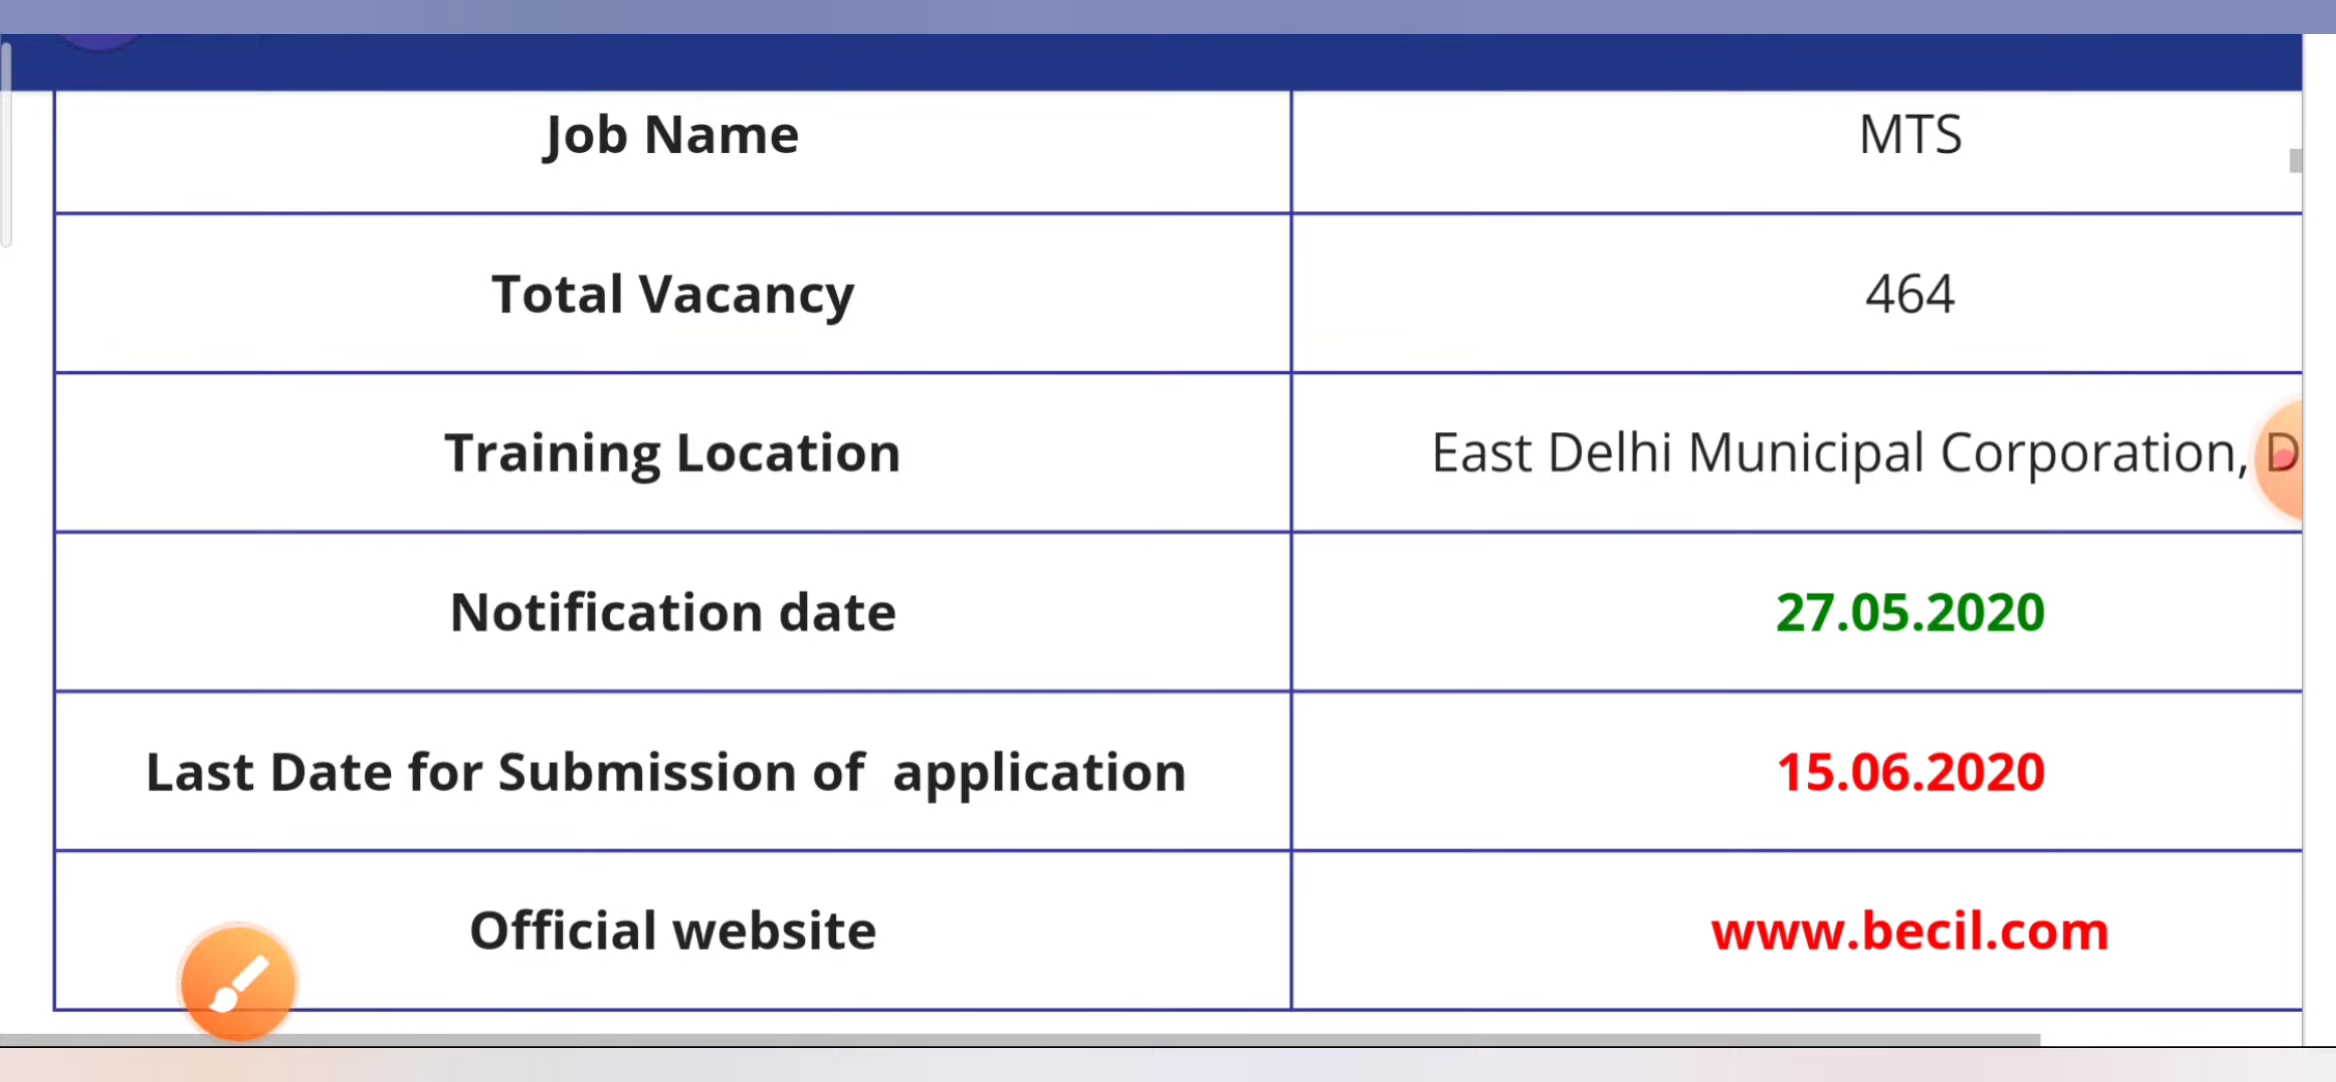 Job Name
MTS
Total Vacancy
464
Training Location
East Delhi Municipal Corporation,
Notification date
27.05.2020
Last Date for Submission of application
15.06.2020
Official website
www.becil.com